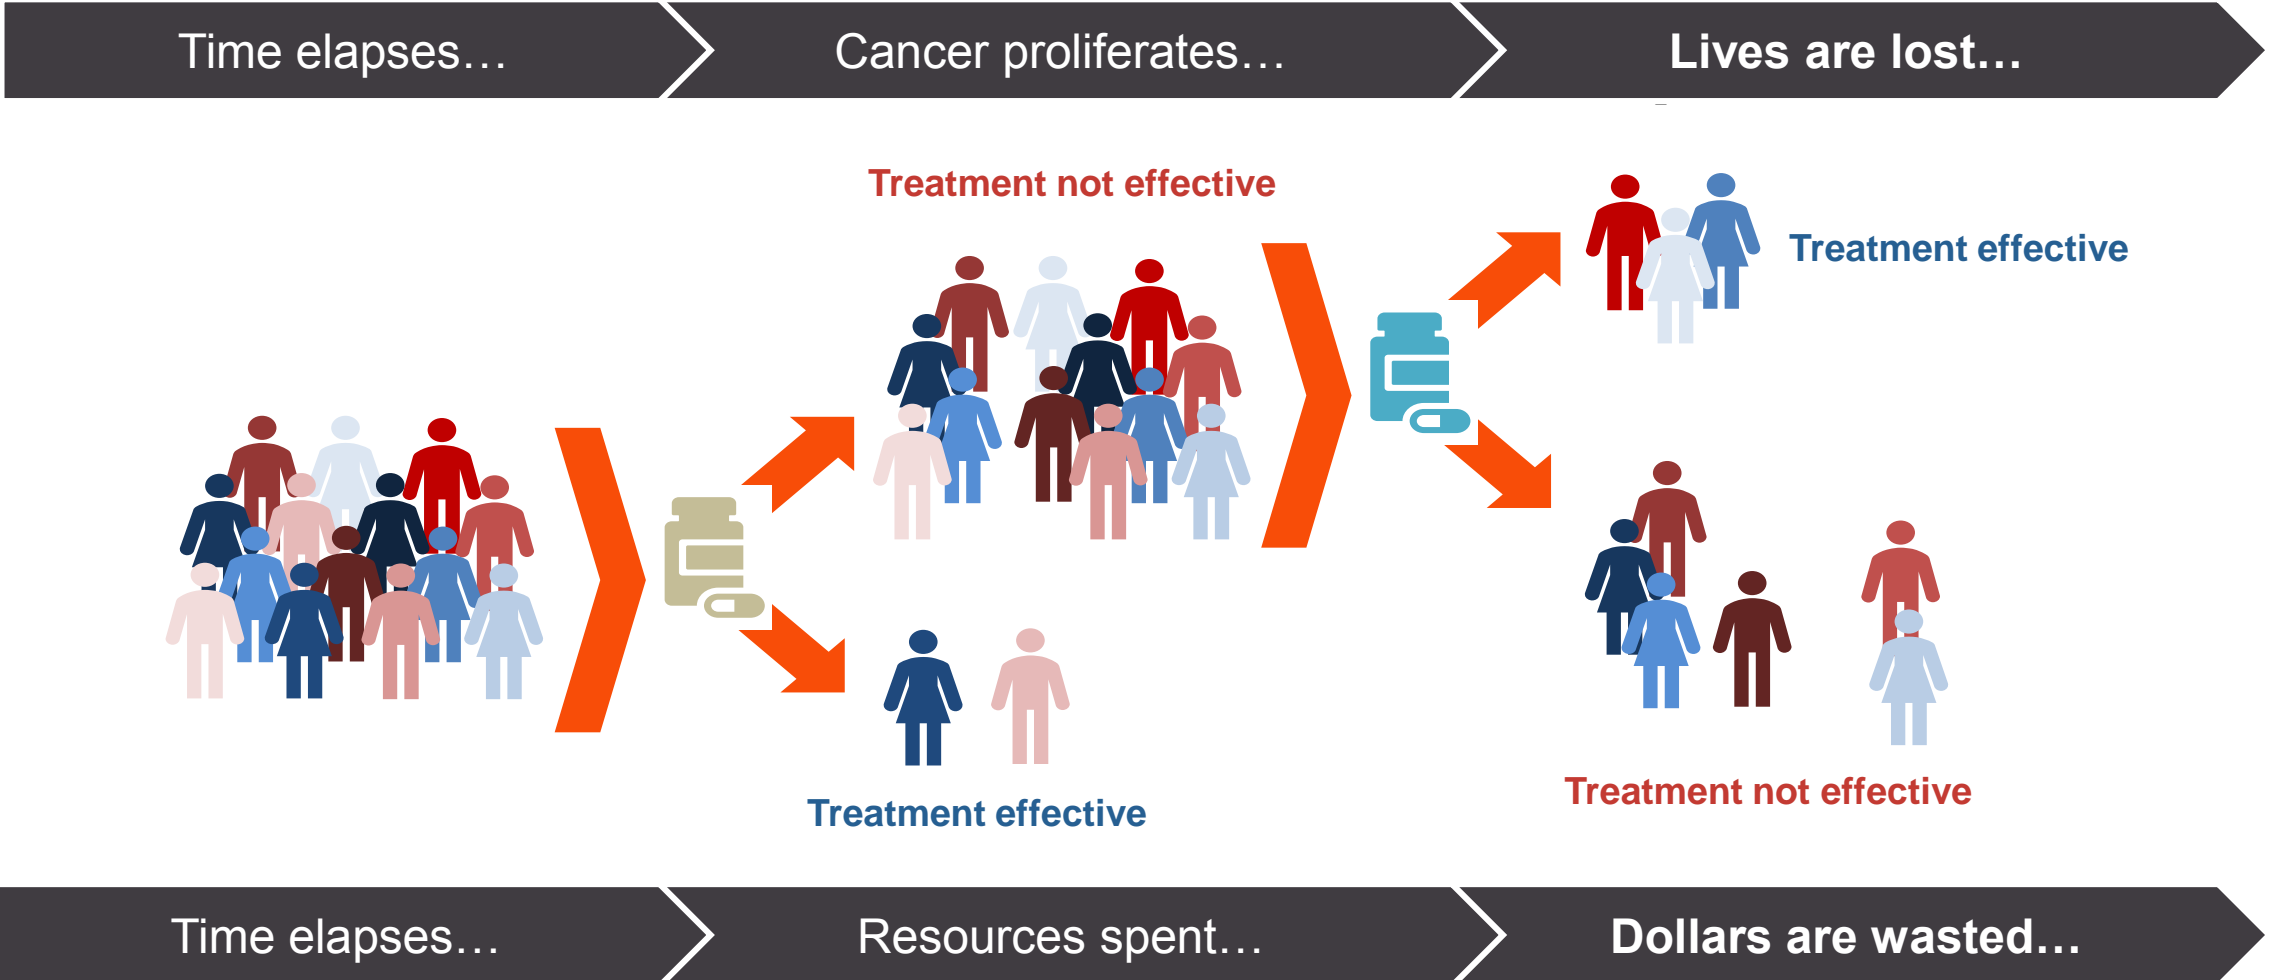 Time elapses…
Cancer proliferates…
Lives are lost…
Treatment not effective
Treatment effective
Treatment effective
Treatment not effective
Time elapses…
Resources spent…
Dollars are wasted…